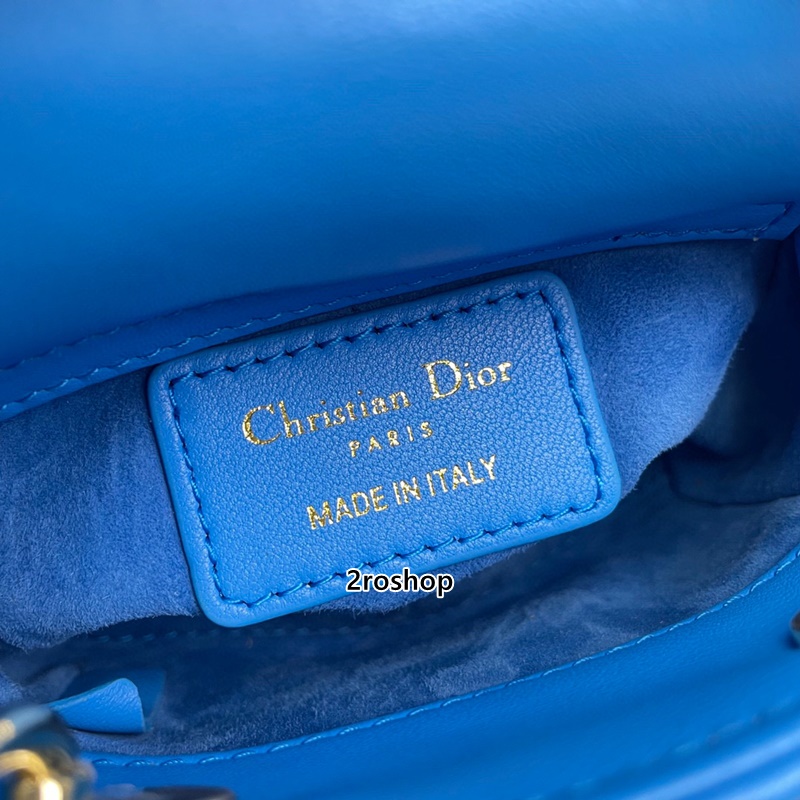 Christian Dior
PARIS
MADE IN ITALY
2roshop